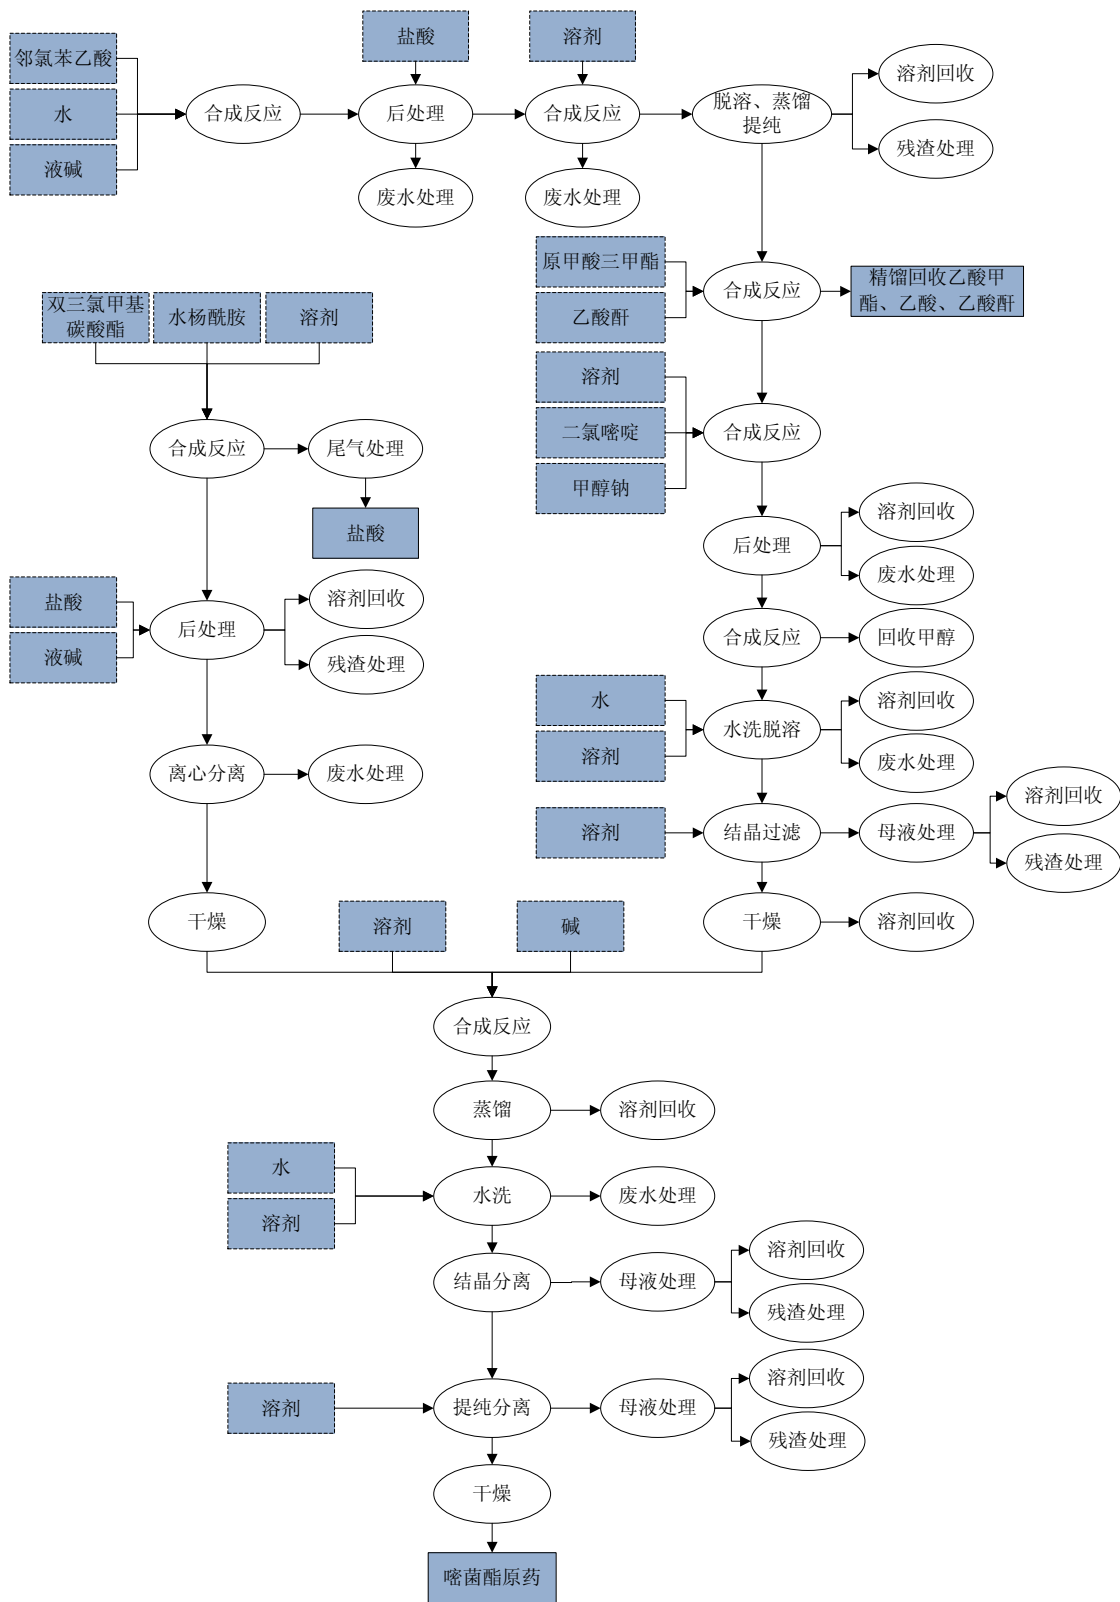 盐酸
溶剂
邻氯苯乙酸
水
液碱
合成反应
后处理
合成反应
脱溶、蒸馏
提纯
溶剂回收
残渣处理
废水处理
废水处理
原甲酸三甲酯
乙酸酐
合成反应
精馏回收乙酸甲
酯、乙酸、乙酸酐
双三氯甲基
碳酸酯
水杨酰胺
溶剂
溶剂
二氯嘧啶
甲醇钠
合成反应
合成反应
尾气处理
盐酸
后处理
溶剂回收
废水处理
盐酸
液碱
后处理
溶剂回收
残渣处理
合成反应
回收甲醇
水
溶剂
水洗脱溶
溶剂回收
废水处理
离心分离
废水处理
溶剂
结晶过滤
母液处理
溶剂回收
残渣处理
干燥
溶剂
碱
干燥
溶剂回收
合成反应
蒸馏
溶剂回收
水
溶剂
水洗
废水处理
结晶分离
母液处理
溶剂回收
残渣处理
溶剂
提纯分离
母液处理
溶剂回收
残渣处理
干燥
嘧菌酯原药